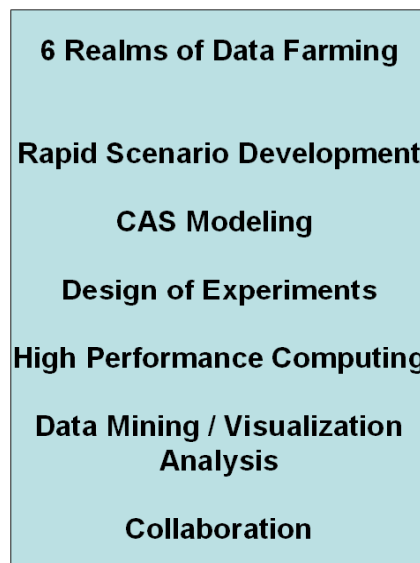 6 Realms of Data Farming
Rapid Scenario Development
CAS Modeling
Design of Experiments
High Performance Computing
Data Mining / Visualization
Analysis
Collaboration